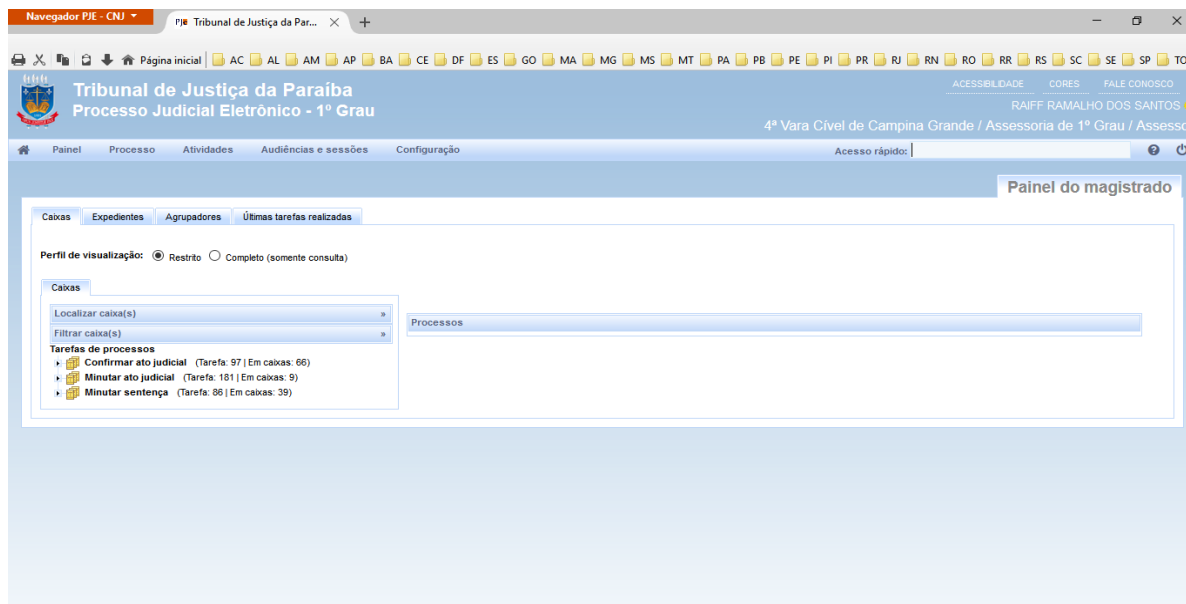 Navegador PJE - CNJ
PJe Tribunal de Justiça da Par...
Página inicial AC AL AM AP BA CE DF ES GO MA MG MS MT PA PB PE PI PR RJ RN RO RR RS SC SE SP TO
Tribunal de Justiça da Paraíba
Processo Judicial Eletrônico - 1º Grau
ACESSIBILIDADE CORES FALE CONOSCO
RAIFF RAMALHO DOS SANTOS
4ª Vara Cível de Campina Grande / Assessoria de 1º Grau / Assesso
Painel Processo Atividades Audiências e sessões Configuração Acesso rápido:
Painel do magistrado
Caixas Expedientes Agrupadores Últimas tarefas realizadas
Perfil de visualização: Restrito Completo (somente consulta)
Caixas
Localizar caixa(s) »
Filtrar caixa(s) »
Processos
Tarefas de processos
Confirmar ato judicial (Tarefa: 97 | Em caixas: 66)
Minutar ato judicial (Tarefa: 181 | Em caixas: 9)
Minutar sentença (Tarefa: 86 | Em caixas: 39)